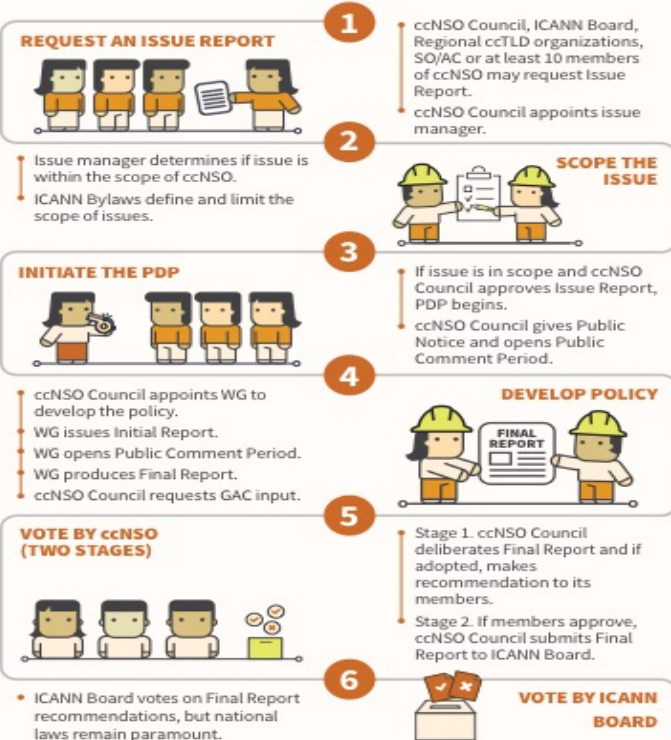 1
REQUEST AN ISSUE REPORT
• ccNSO Council, ICANN Board,
Regional ccTLD organizations,
SO/AC or at least 10 members
of ccNSO may request Issue
Report.
• ccNSO Council appoints issue
manager.
2
SCOPE THE
ISSUE
• Issue manager determines if issue is
within the scope of ccNSO.
• ICANN Bylaws define and limit the
scope of issues.
3
INITIATE THE PDP
• If issue is in scope and ccNSO
Council approves Issue Report,
PDP begins.
• ccNSO Council gives Public
Notice and opens Public
Comment Period.
4
DEVELOP POLICY
• ccNSO Council appoints WG to
develop the policy.
• WG issues Initial Report.
• WG opens Public Comment Period.
• WG produces Final Report.
• ccNSO Council requests GAC input.
FINAL
REPORT
5
VOTE BY ccNSO
(TWO STAGES)
• Stage 1. ccNSO Council
deliberates Final Report and if
adopted, makes
recommendation to its
members.
• Stage 2. If members approve,
ccNSO Council submits Final
Report to ICANN Board.
6
VOTE BY ICANN
BOARD
• ICANN Board votes on Final Report
recommendations, but national
laws remain paramount.